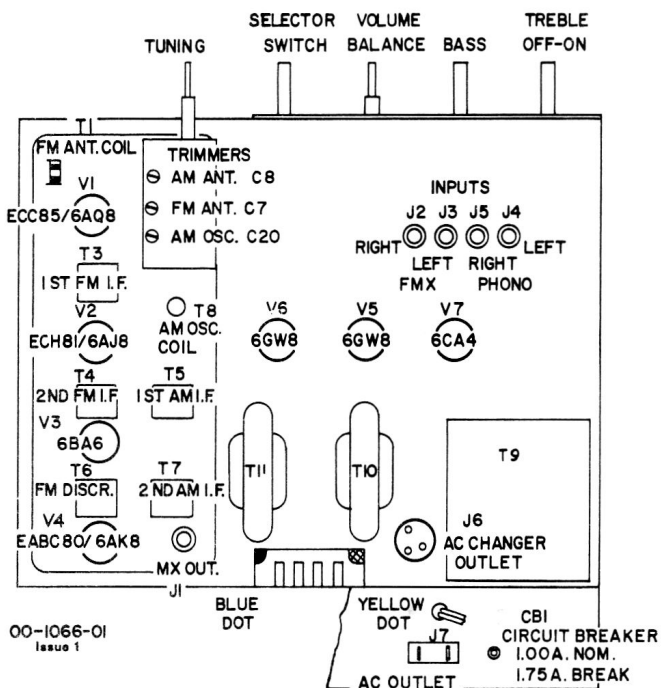 SELECTOR SWITCH
VOLUME BALANCE
BASS
TREBLE OFF-ON
TUNING
T1
FM ANT. COIL
TRIMMERS
AM ANT. C8
FM ANT. C7
AM OSC. C20
V1
ECC85/6AQ8
INPUTS
J2 J3 J5 J4
RIGHT
LEFT
LEFT RIGHT
FMX PHONO
T3
1ST FM I.F.
V2
ECH81/6AJ8
T8
AM OSC.
COIL
V6
6GW8
V5
6GW8
V7
6CA4
T4
2ND FM I.F.
T5
1ST AM I.F.
V3
6BA6
T6
FM DISCR.
T7
2ND AM I.F.
V4
EABC80/6AK8
MX OUT.
J1
T11
T10
T9
J6
AC CHANGER
OUTLET
BLUE
DOT
YELLOW
DOT
J7
AC OUTLET
CB1
CIRCUIT BREAKER
1.00A. NOM.
1.75A. BREAK
00-1066-01
Issue 1